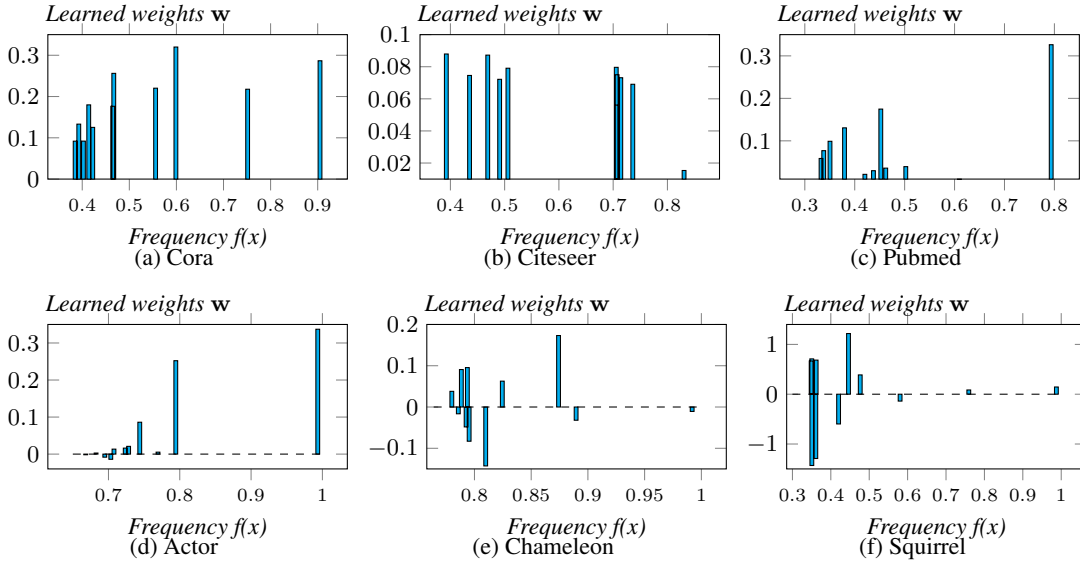 Learned weights w
0.3
0.2
0.1
0
0.4 0.5 0.6 0.7 0.8 0.9
Frequency f(x)
(a) Cora
Learned weights w
0.1
0.08
0.06
0.04
0.02
0.4 0.5 0.6 0.7 0.8
Frequency f(x)
(b) Citeseer
Learned weights w
0.3
0.2
0.1
0.3 0.4 0.5 0.6 0.7 0.8
Frequency f(x)
(c) Pubmed
Learned weights w
0.3
0.2
0.1
0
0.7 0.8 0.9 1
Frequency f(x)
(d) Actor
Learned weights w
0.2
0.1
0
−0.1
0.8 0.85 0.9 0.95 1
Frequency f(x)
(e) Chameleon
Learned weights w
1
0
−1
0.3 0.4 0.5 0.6 0.7 0.8 0.9 1
Frequency f(x)
(f) Squirrel